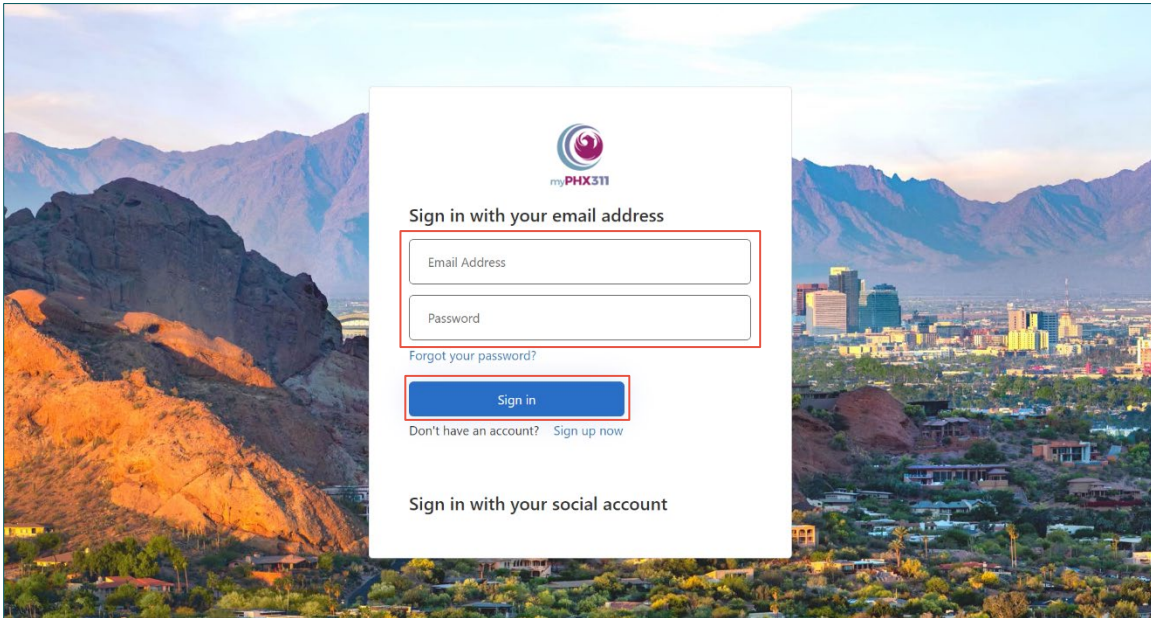 myPHX311
Sign in with your email address
Email Address
Password
Forgot your password?
Sign in
Don't have an account? Sign up now
Sign in with your social account